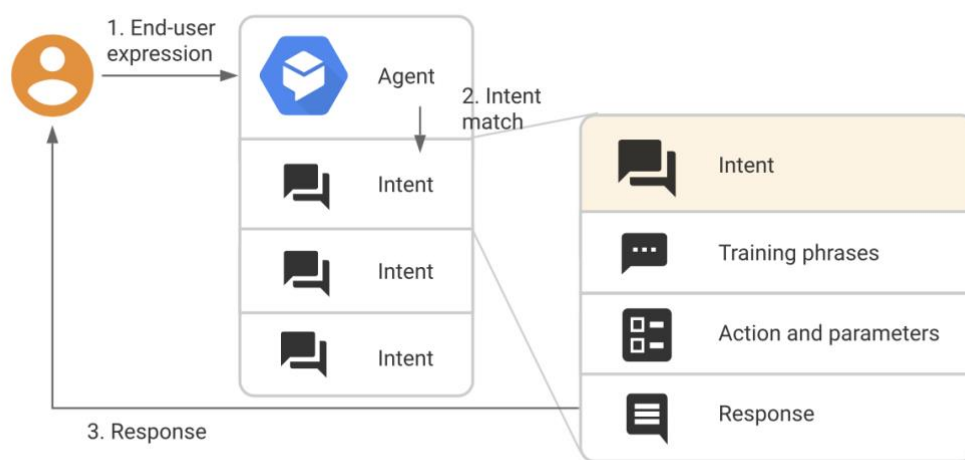 1. End-user
expression
Agent
2. Intent
match
Intent
Intent
Intent
Intent
Training phrases
Action and parameters
Response
3. Response